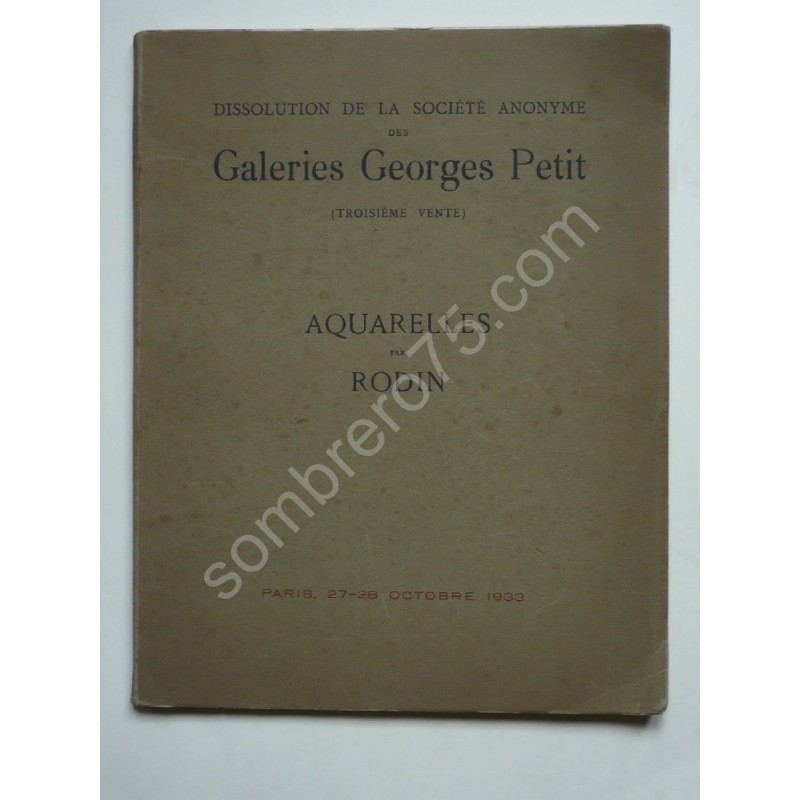 DISSOLUTION DE LA SOCIÉTÉ ANONYME
DES
Galeries Georges Petit
(TROISIÈME VENTE)
AQUARELLES
PAR
RODIN
PARIS, 27-28 OCTOBRE 1933
sombrero75.com